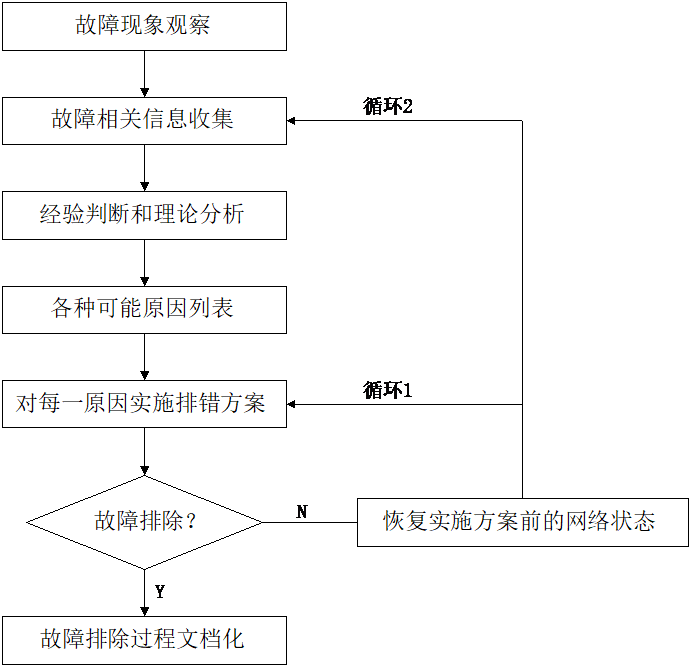 故障现象观察
循环2
故障相关信息收集
经验判断和理论分析
各种可能原因列表
循环1
对每一原因实施排错方案
故障排除？
N
恢复实施方案前的网络状态
Y
故障排除过程文档化